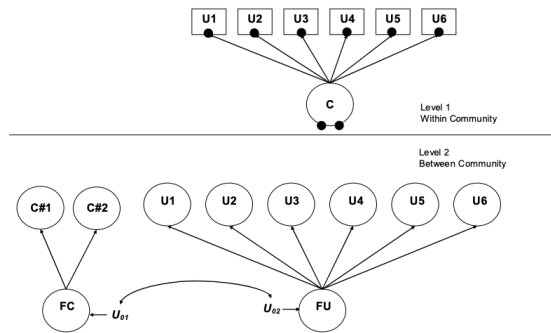 U1 U2 U3 U4 U5 U6
C
Level 1
Within Community
Level 2
Between Community
C#1 C#2 U1 U2 U3 U4 U5 U6
FC U01 U02 FU